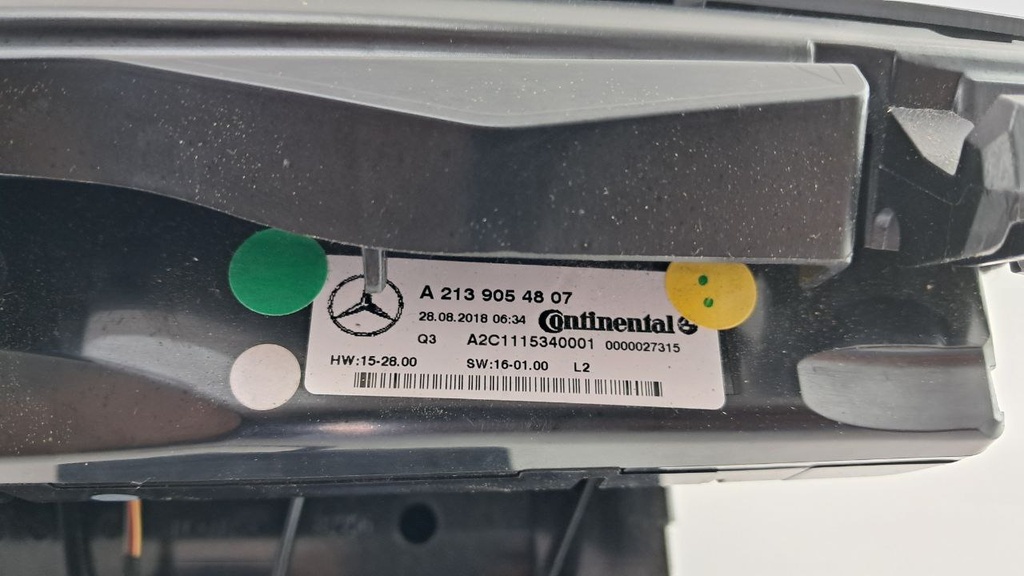 A 213 905 48 07
28.08.2018 06:34 Continental
Q3 A2C1115340001 0000027315
HW:15-28.00 SW:16-01.00 L2